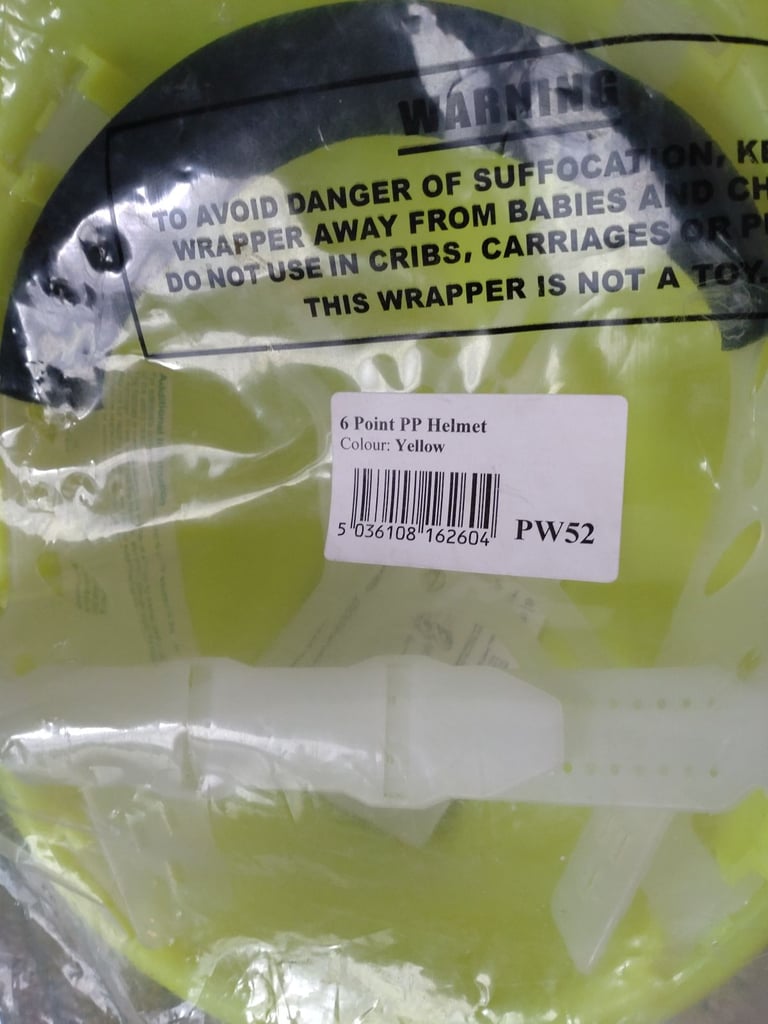 WARNING
TO AVOID DANGER OF SUFFOCATION,
WRAPPER AWAY FROM BABIES AND
DO NOT USE IN CRIBS, CARRIAGES OR
THIS WRAPPER IS NOT A TOY.
6 Point PP Helmet
Colour: Yellow
5 036108 162604
PW52